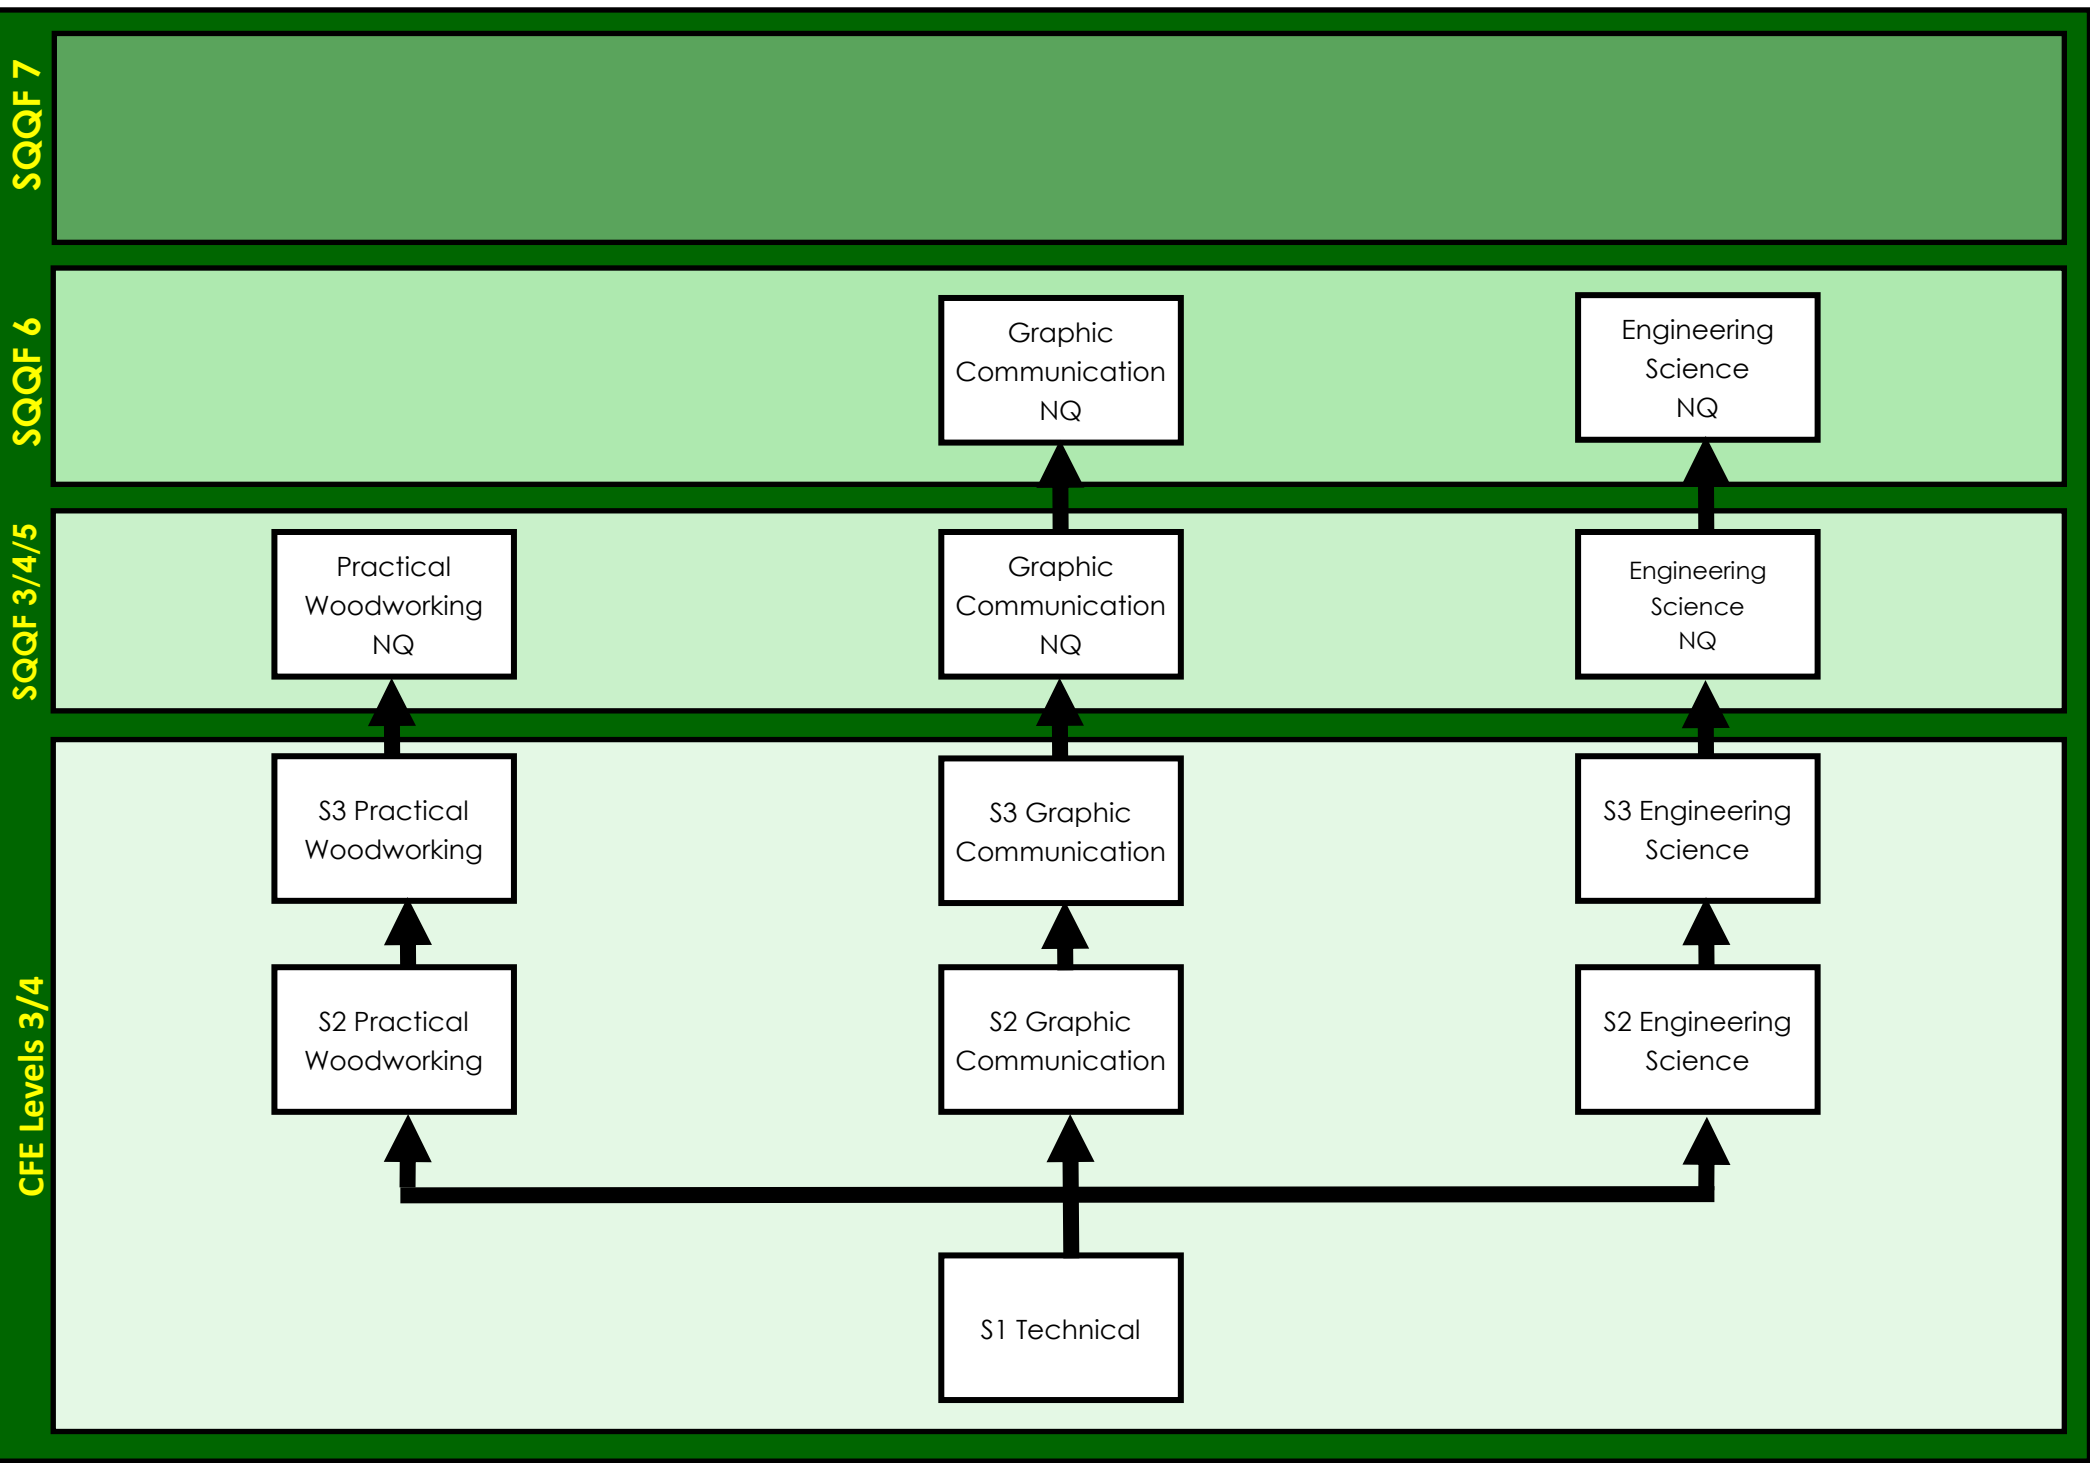 SQQF 7
SQQF 6
Graphic
Communication
NQ
Engineering
Science
NQ
SQQF 3/4/5
Practical
Woodworking
NQ
Graphic
Communication
NQ
Engineering
Science
NQ
CFE Levels 3/4
S3 Practical
Woodworking
S3 Graphic
Communication
S3 Engineering
Science
S2 Practical
Woodworking
S2 Graphic
Communication
S2 Engineering
Science
S1 Technical